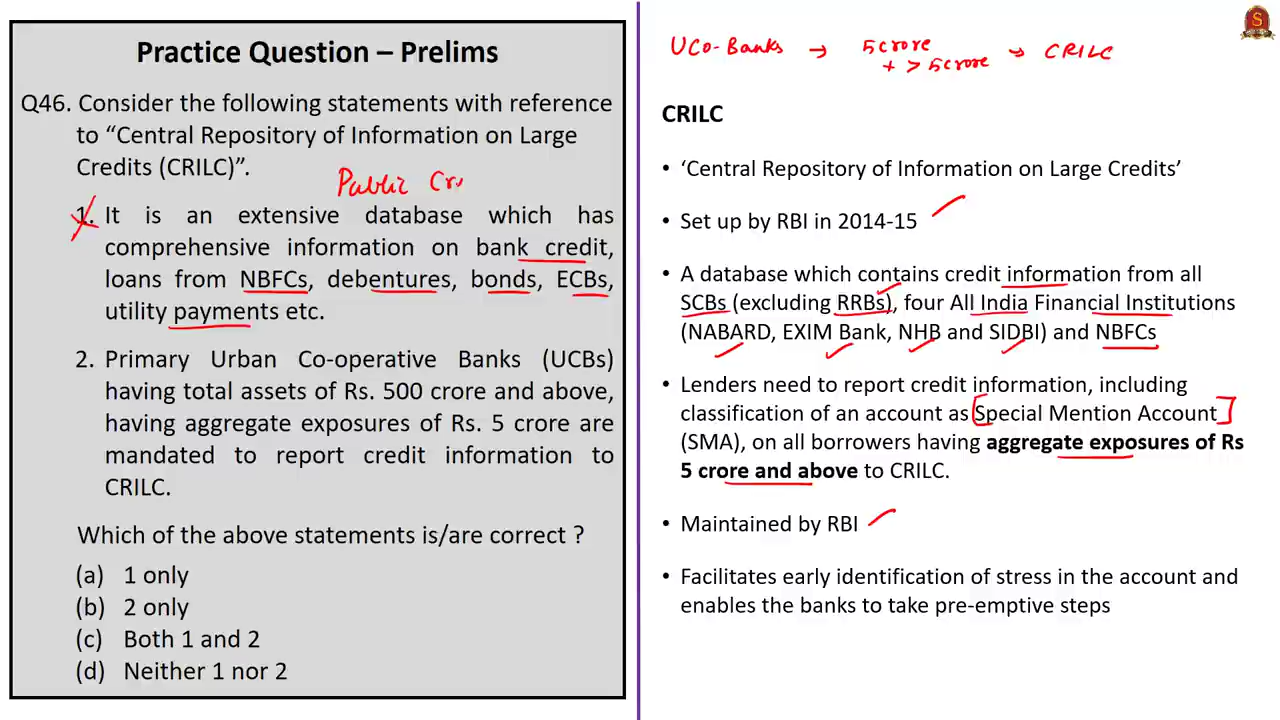 Practice Question – Prelims
Q46. Consider the following statements with reference
to “Central Repository of Information on Large
Credits (CRILC)”.
Public Cr
1. It is an extensive database which has
comprehensive information on bank credit,
loans from NBFCs, debentures, bonds, ECBs,
utility payments etc.
2. Primary Urban Co-operative Banks (UCBs)
having total assets of Rs. 500 crore and above,
having aggregate exposures of Rs. 5 crore are
mandated to report credit information to
CRILC.
Which of the above statements is/are correct ?
(a) 1 only
(b) 2 only
(c) Both 1 and 2
(d) Neither 1 nor 2
UCo-Banks → 5 crore → CRILC
+ > 5 crore
CRILC
• ‘Central Repository of Information on Large Credits’
• Set up by RBI in 2014-15
• A database which contains credit information from all
SCBs (excluding RRBs), four All India Financial Institutions
(NABARD, EXIM Bank, NHB and SIDBI) and NBFCs
• Lenders need to report credit information, including
classification of an account as [Special Mention Account]
(SMA), on all borrowers having aggregate exposures of Rs
5 crore and above to CRILC.
• Maintained by RBI
• Facilitates early identification of stress in the account and
enables the banks to take pre-emptive steps